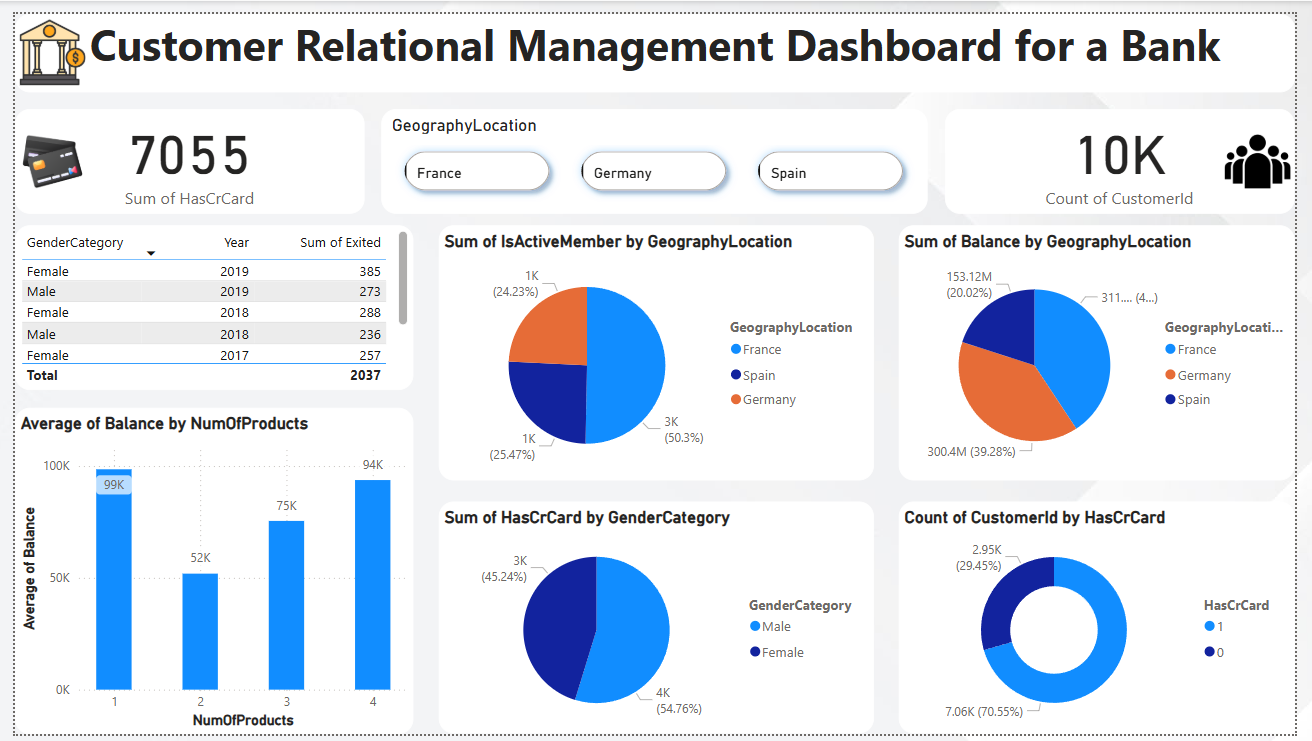 Customer Relational Management Dashboard for a Bank
7055
Sum of HasCrCard
GeographyLocation
France
Germany
Spain
10K
Count of CustomerId
GenderCategory Year Sum of Exited
Female 2019 385
Male 2019 273
Female 2018 288
Male 2018 236
Female 2017 257
Total 2037
Sum of IsActiveMember by GeographyLocation
1K
(24.23%)
1K
(25.47%)
3K
(50.3%)
GeographyLocation
France
Spain
Germany
Sum of Balance by GeographyLocation
153.12M
(20.02%)
311.... (4...)
300.4M (39.28%)
GeographyLocati...
France
Germany
Spain
Average of Balance by NumOfProducts
Average of Balance
100K
50K
0K
99K
52K
75K
94K
1 2 3 4
NumOfProducts
Sum of HasCrCard by GenderCategory
3K
(45.24%)
4K
(54.76%)
GenderCategory
Male
Female
Count of CustomerId by HasCrCard
2.95K
(29.45%)
7.06K (70.55%)
HasCrCard
1
0